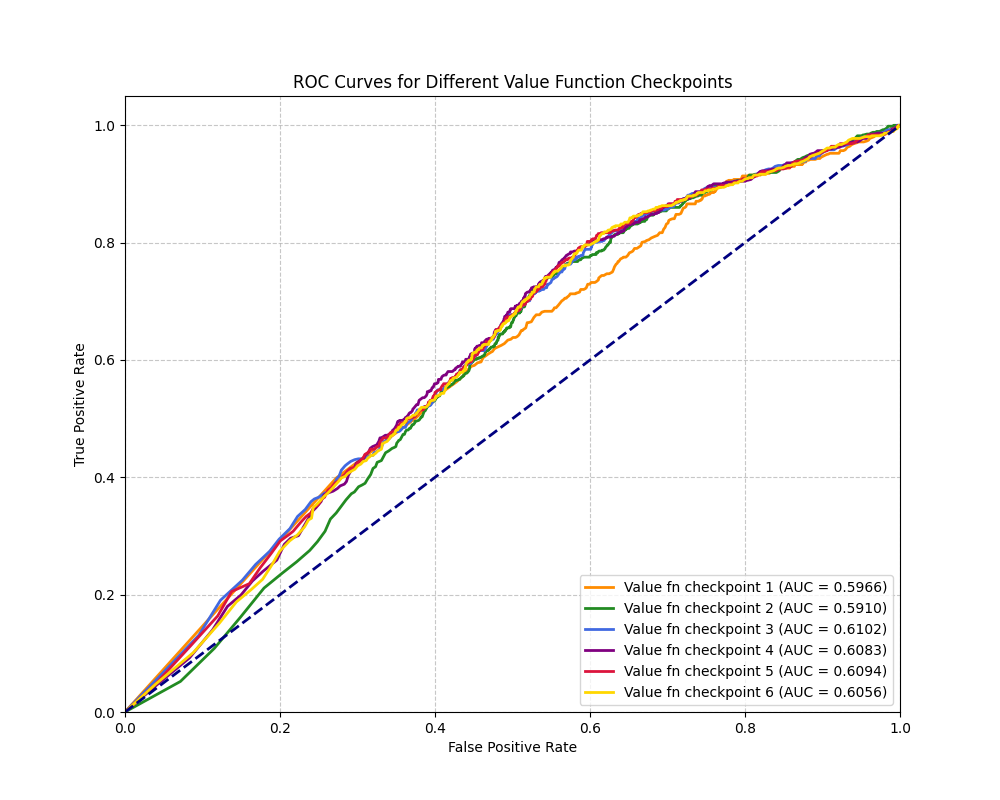 ROC Curves for Different Value Function Checkpoints
True Positive Rate
1.0
0.8
0.6
0.4
0.2
0.0
Value fn checkpoint 1 (AUC = 0.5966)
Value fn checkpoint 2 (AUC = 0.5910)
Value fn checkpoint 3 (AUC = 0.6102)
Value fn checkpoint 4 (AUC = 0.6083)
Value fn checkpoint 5 (AUC = 0.6094)
Value fn checkpoint 6 (AUC = 0.6056)
0.0 0.2 0.4 0.6 0.8 1.0
False Positive Rate